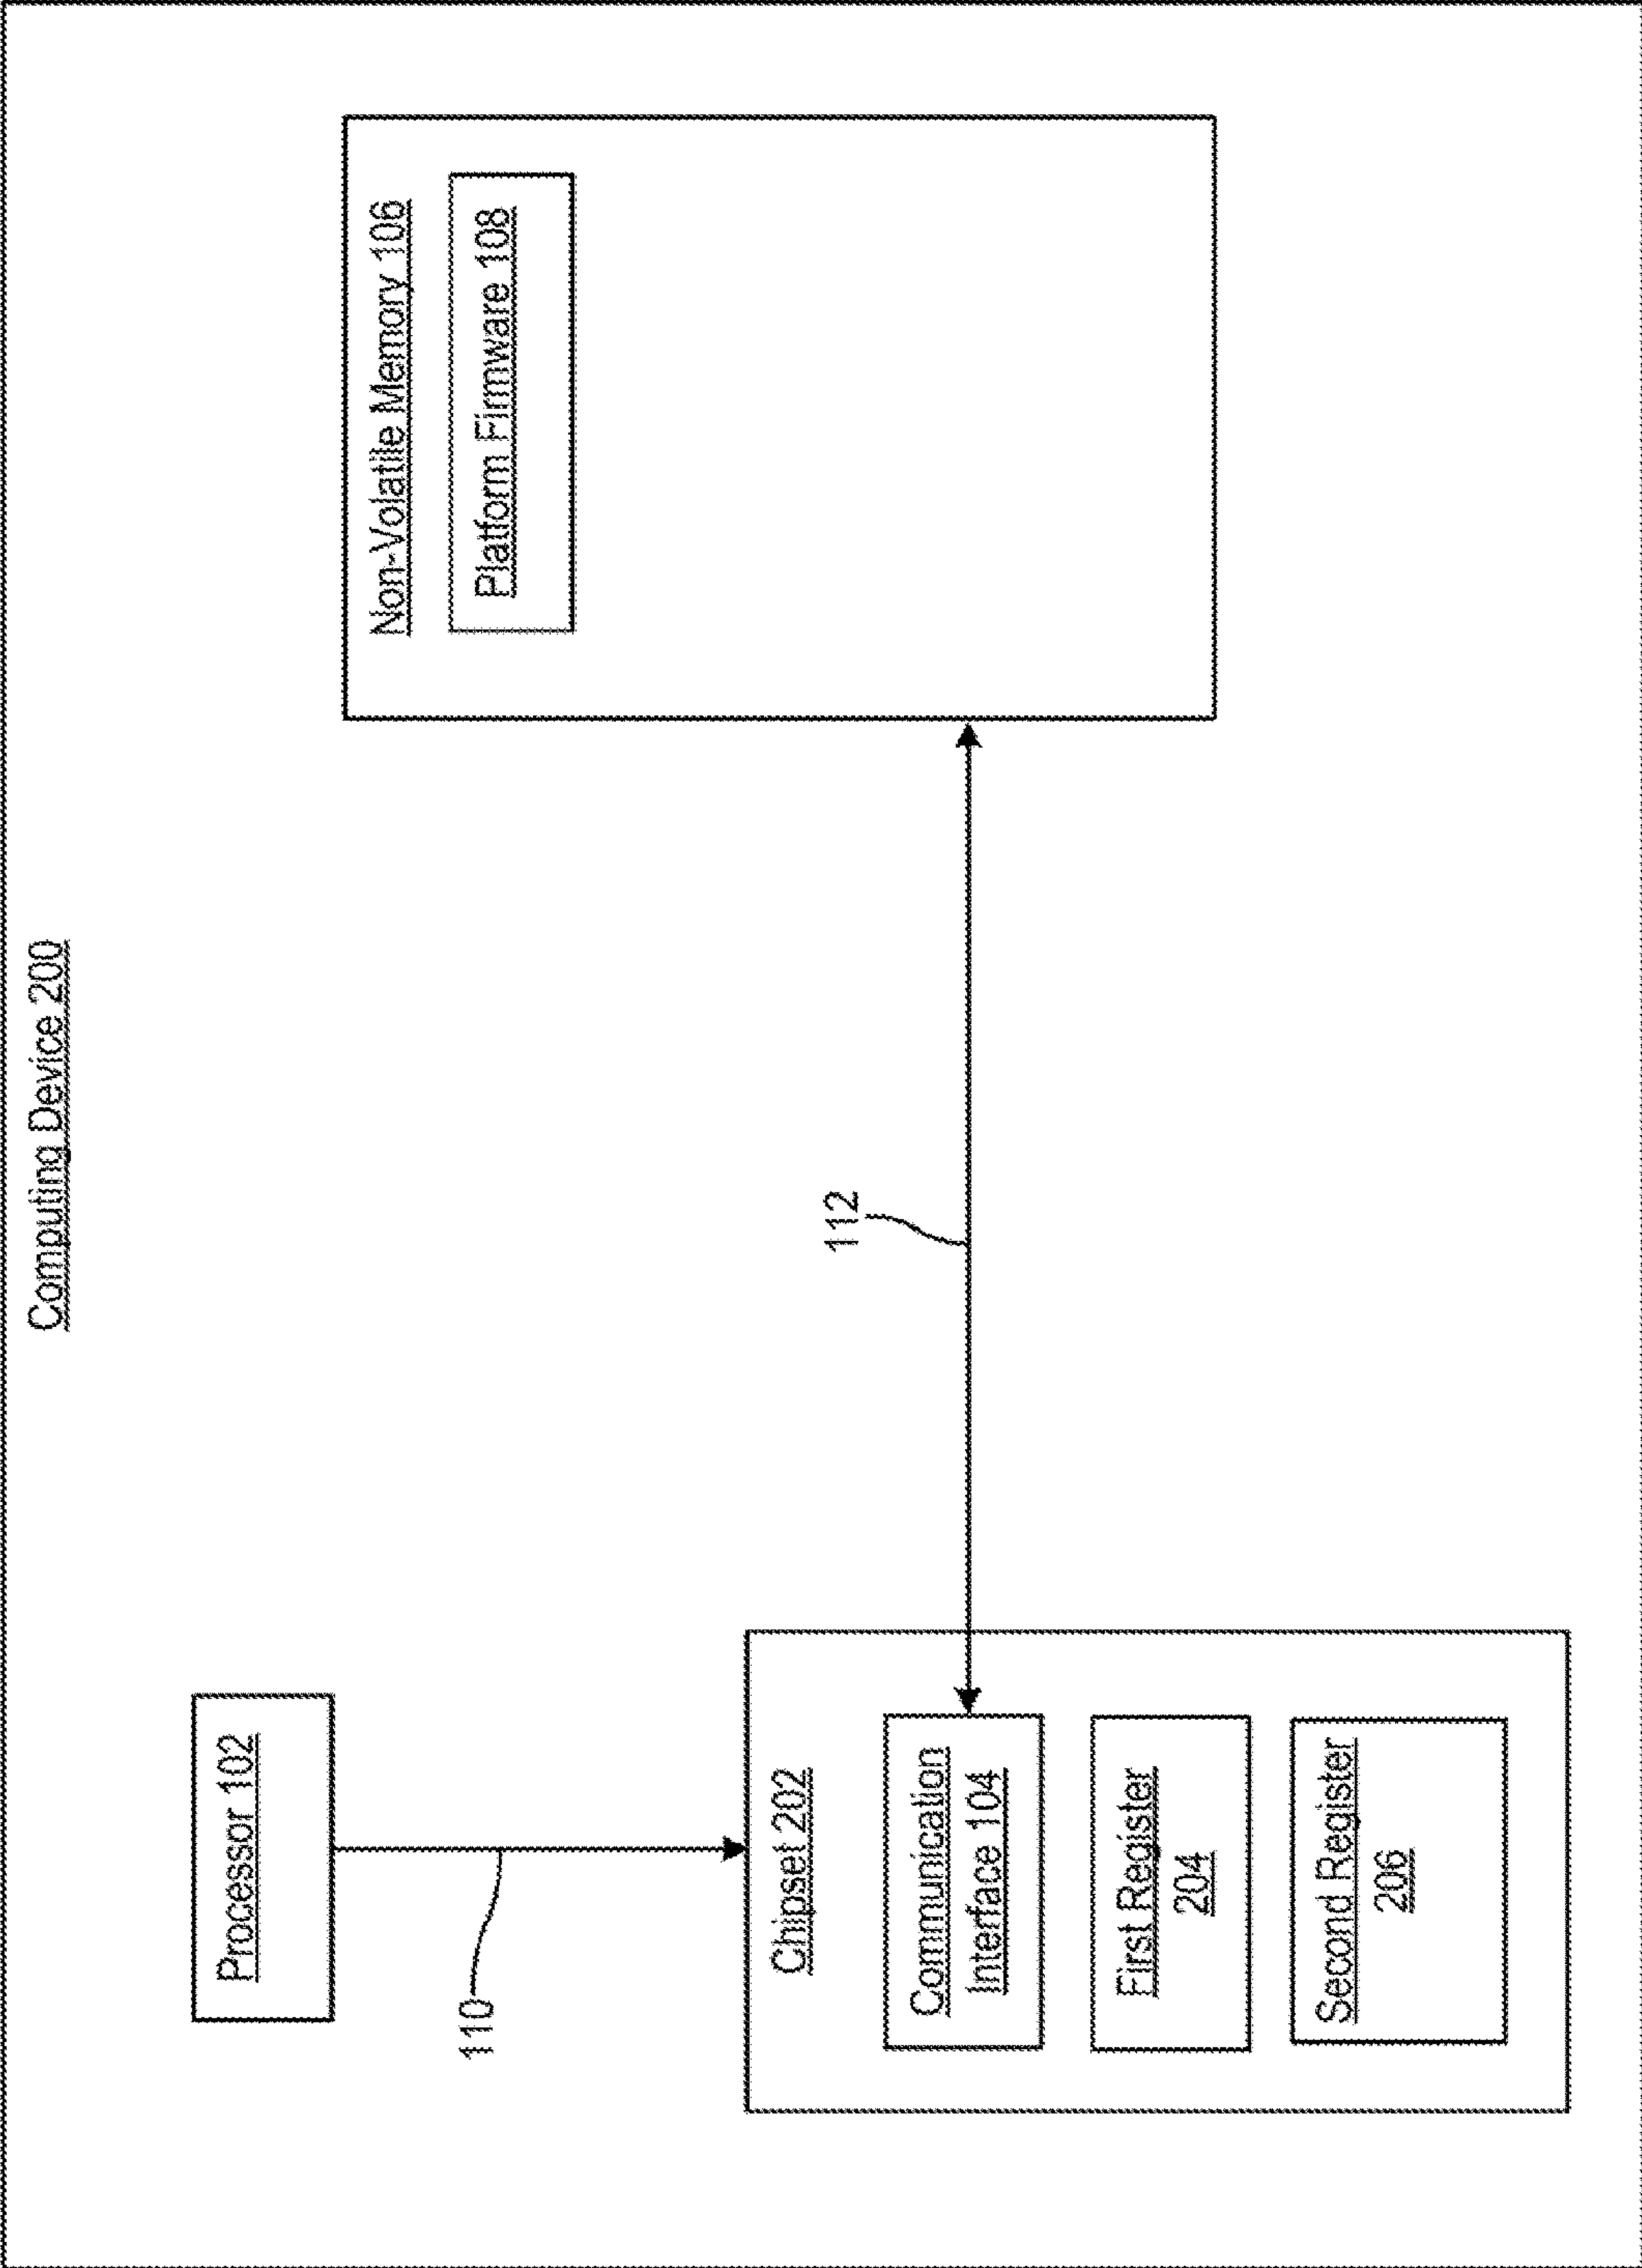 Computing Device 200
Processor 102
110
Chipset 202
Communication
Interface 104
First Register
204
Second Register
206
112
Non-Volatile Memory 106
Platform Firmware 108